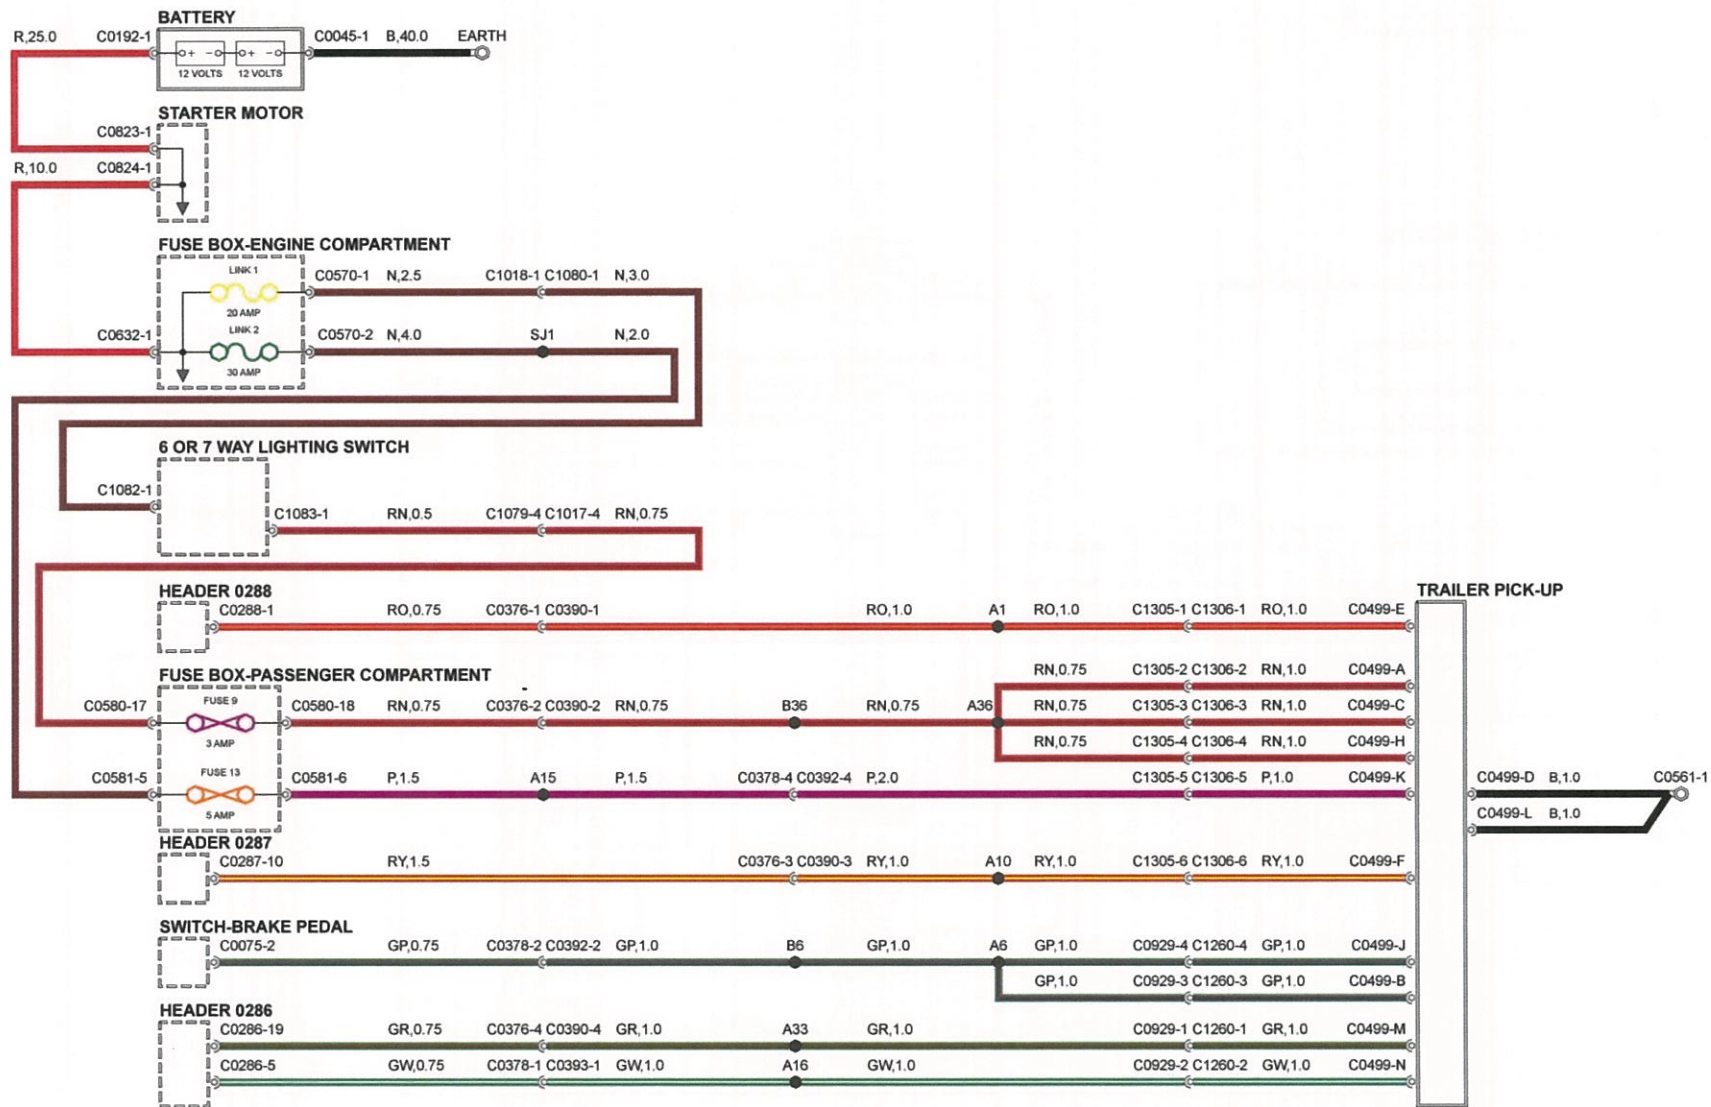 BATTERY
R,25.0 C0192-1 C0045-1 B,40.0 EARTH
+ - + -
12 VOLTS 12 VOLTS
STARTER MOTOR
C0823-1
R,10.0 C0824-1
FUSE BOX-ENGINE COMPARTMENT
LINK 1
C0570-1 N,2.5 C1018-1 C1080-1 N,3.0
20 AMP
LINK 2
C0632-1 C0570-2 N,4.0 SJ1 N,2.0
30 AMP
6 OR 7 WAY LIGHTING SWITCH
C1082-1
C1083-1 RN,0.5 C1079-4 C1017-4 RN,0.75
HEADER 0288 TRAILER PICK-UP
C0288-1 RO,0.75 C0376-1 C0390-1 RO,1.0 A1 RO,1.0 C1305-1 C1306-1 RO,1.0 C0499-E
FUSE BOX-PASSENGER COMPARTMENT
RN,0.75 C1305-2 C1306-2 RN,1.0 C0499-A
FUSE 9
C0580-17 C0580-18 RN,0.75 C0376-2 C0390-2 RN,0.75 B36 RN,0.75 A36 RN,0.75 C1305-3 C1306-3 RN,1.0 C0499-C
3 AMP
RN,0.75 C1305-4 C1306-4 RN,1.0 C0499-H
FUSE 13
C0581-5 C0581-6 P,1.5 A15 P,1.5 C0378-4 C0392-4 P,2.0 C1305-5 C1306-5 P,1.0 C0499-K C0499-D B,1.0 C0561-1
5 AMP
C0499-L B,1.0
HEADER 0287
C0287-10 RY,1.5 C0376-3 C0390-3 RY,1.0 A10 RY,1.0 C1305-6 C1306-6 RY,1.0 C0499-F
SWITCH-BRAKE PEDAL
C0075-2 GP,0.75 C0378-2 C0392-2 GP,1.0 B6 GP,1.0 A6 GP,1.0 C0929-4 C1260-4 GP,1.0 C0499-J
GP,1.0 C0929-3 C1260-3 GP,1.0 C0499-B
HEADER 0286
C0286-19 GR,0.75 C0376-4 C0390-4 GR,1.0 A33 GR,1.0 C0929-1 C1260-1 GR,1.0 C0499-M
C0286-5 GW,0.75 C0378-1 C0393-1 GW,1.0 A16 GW,1.0 C0929-2 C1260-2 GW,1.0 C0499-N